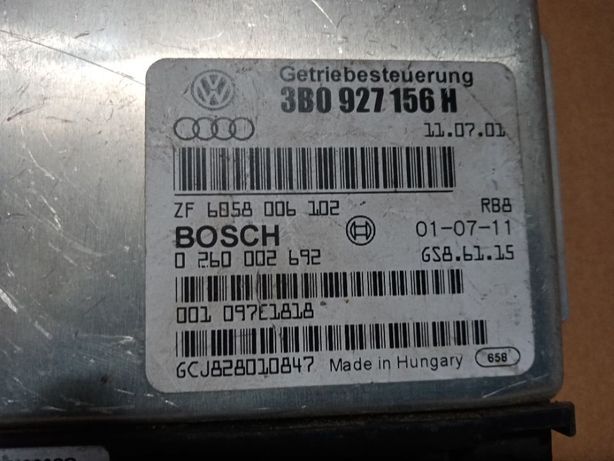 Getriebesteuerung
3B0 927 156 H
11.07.01
ZF 6058 006 102 RB8
BOSCH 01-07-11
0 260 002 692 GS8.61.15
001 097E1818
GCJ828010847 Made in Hungary 658